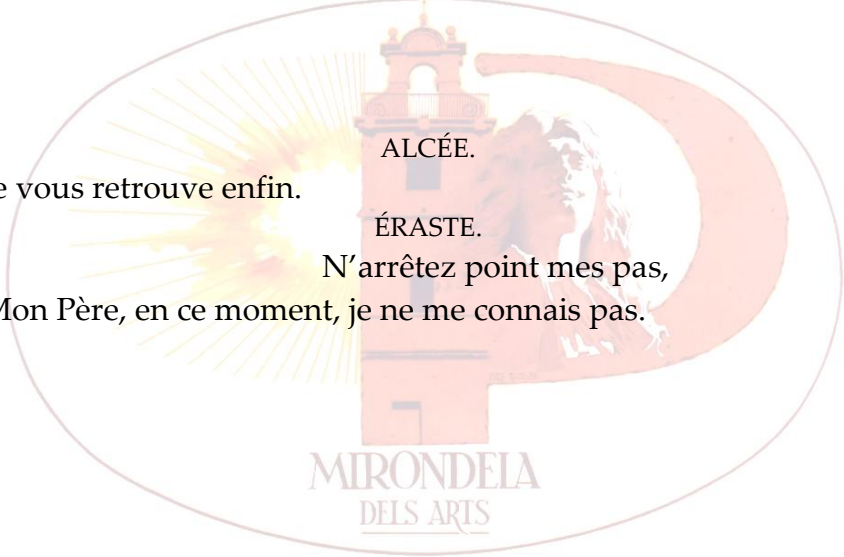 ALCÉE.
e vous retrouve enfin.
ÉRASTE.
N’arrêtez point mes pas,
Mon Père, en ce moment, je ne me connais pas.
MIRONDELA
DELS ARTS